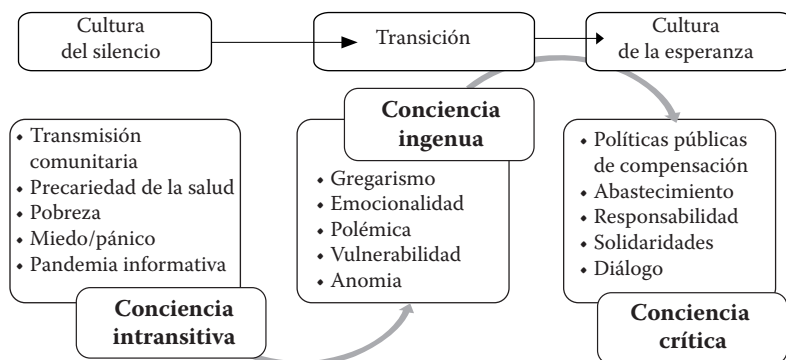 Cultura
del silencio
Transición
Cultura
de la esperanza
• Transmisión
comunitaria
• Precariedad de la salud
• Pobreza
• Miedo/pánico
• Pandemia informativa
Conciencia
intransitiva
Conciencia
ingenua
• Gregarismo
• Emocionalidad
• Polémica
• Vulnerabilidad
• Anomia
• Políticas públicas
de compensación
• Abastecimiento
• Responsabilidad
• Solidaridades
• Diálogo
Conciencia
crítica